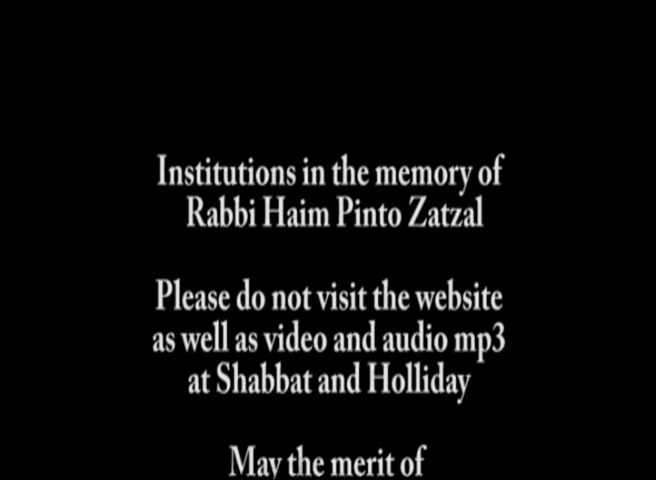 Institutions in the memory of
Rabbi Haim Pinto Zatzal
Please do not visit the website
as well as video and audio mp3
at Shabbat and Holliday
May the merit of